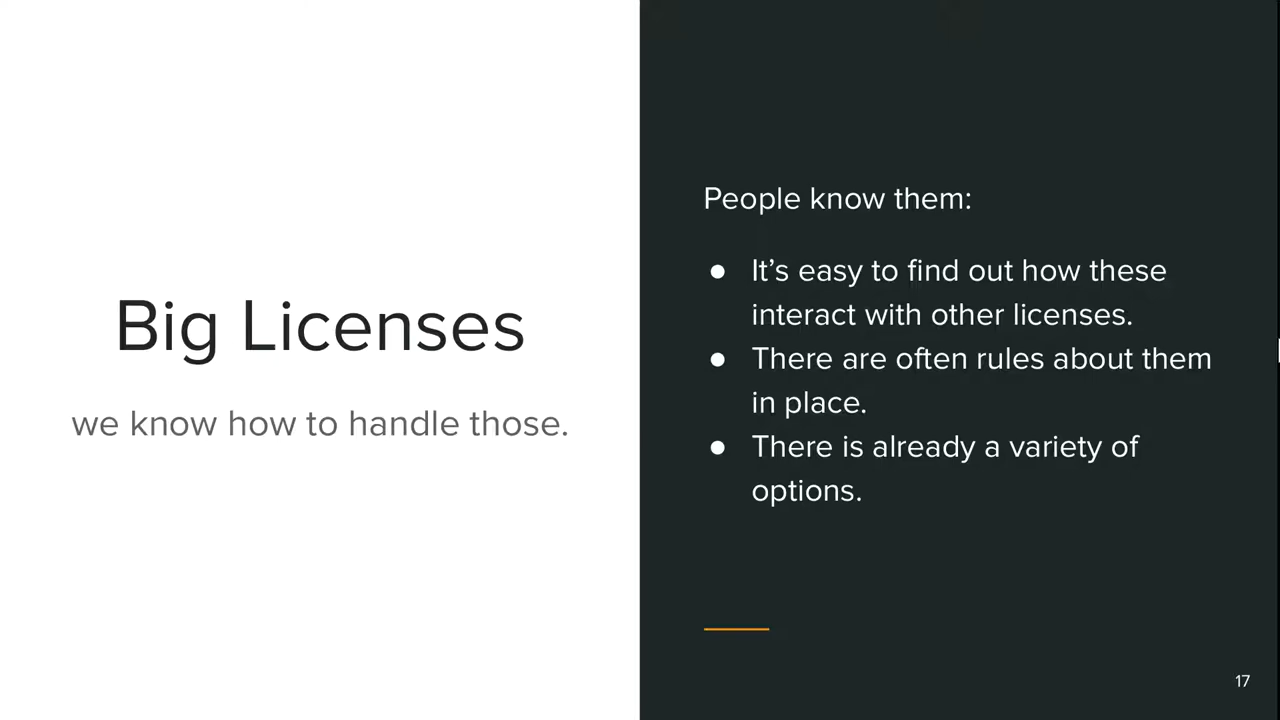 Big Licenses
we know how to handle those.
People know them:
● It’s easy to find out how these
interact with other licenses.
● There are often rules about them
in place.
● There is already a variety of
options.
17